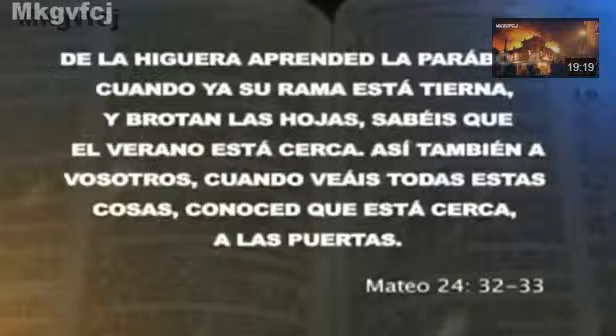 Mkgvfcj
Mkgvfcj
MKGVFCJ
DE LA HIGUERA APRENDED LA
CUANDO YA SU RAMA ESTÁ TIERNA,
Y BROTAN LAS HOJAS, SABÉIS QUE
EL VERANO ESTÁ CERCA. ASÍ TAMBIÉN A
VOSOTROS, CUANDO VEÁIS TODAS ESTAS
COSAS, CONOCED QUE ESTÁ CERCA,
A LAS PUERTAS.
Mateo 24: 32-33
19:19